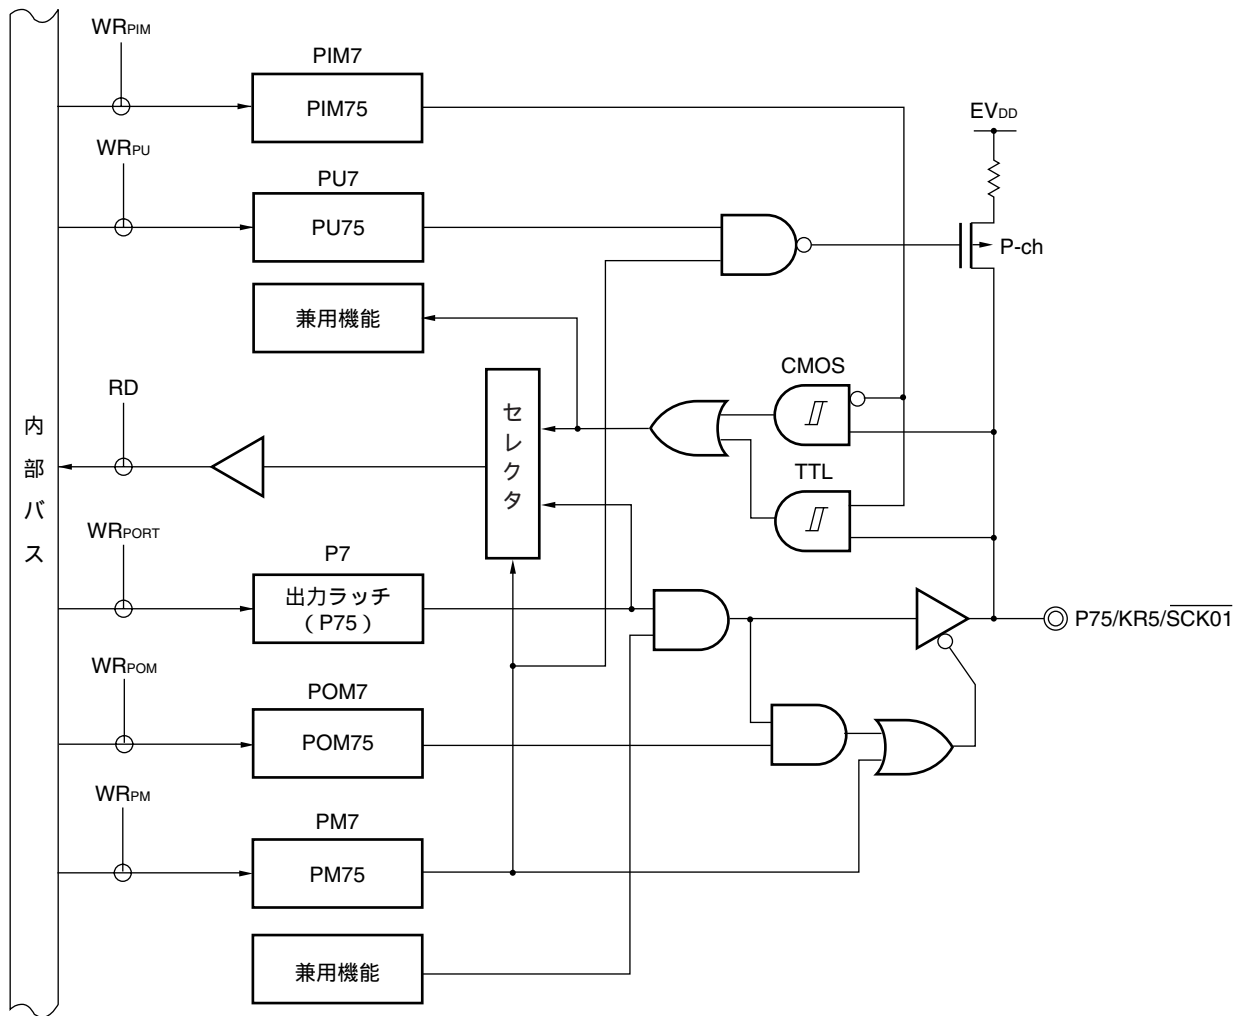 WRPIM
PIM7
PIM75
EVDD
WRPU
PU7
PU75
P-ch
兼用機能
CMOS
RD
セレクタ
内部バス
TTL
WRPORT
P7
出力ラッチ
(P75)
P75/KR5/SCK01
WRPOM
POM7
POM75
WRPM
PM7
PM75
兼用機能